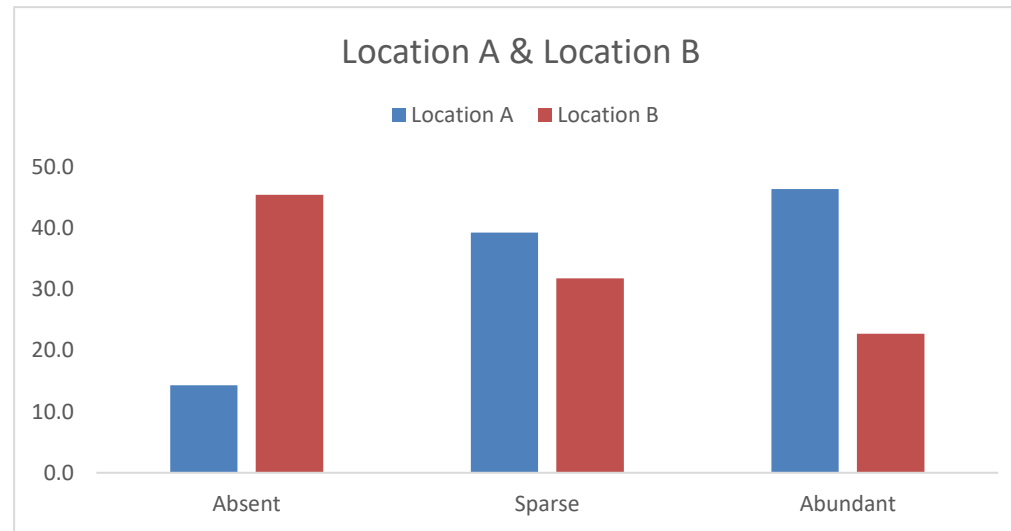 Location A & Location B
Location A Location B
50.0
40.0
30.0
20.0
10.0
0.0
Absent Sparse Abundant